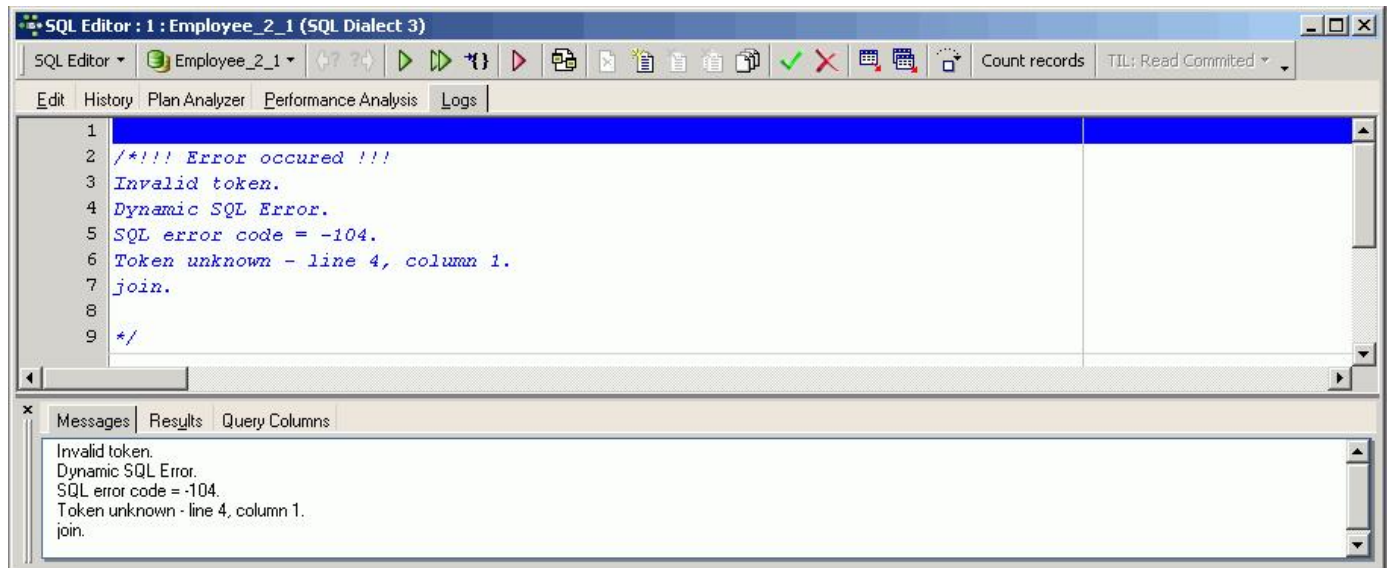 SQL Editor : 1 : Employee_2_1 (SQL Dialect 3)
SQL Editor Employee_2_1 Count records TIL: Read Commited
Edit History Plan Analyzer Performance Analysis Logs
1
2 /*!!! Error occured !!!
3 Invalid token.
4 Dynamic SQL Error.
5 SQL error code = -104.
6 Token unknown - line 4, column 1.
7 join.
8
9 */
Messages Results Query Columns
Invalid token.
Dynamic SQL Error.
SQL error code = -104.
Token unknown - line 4, column 1.
join.